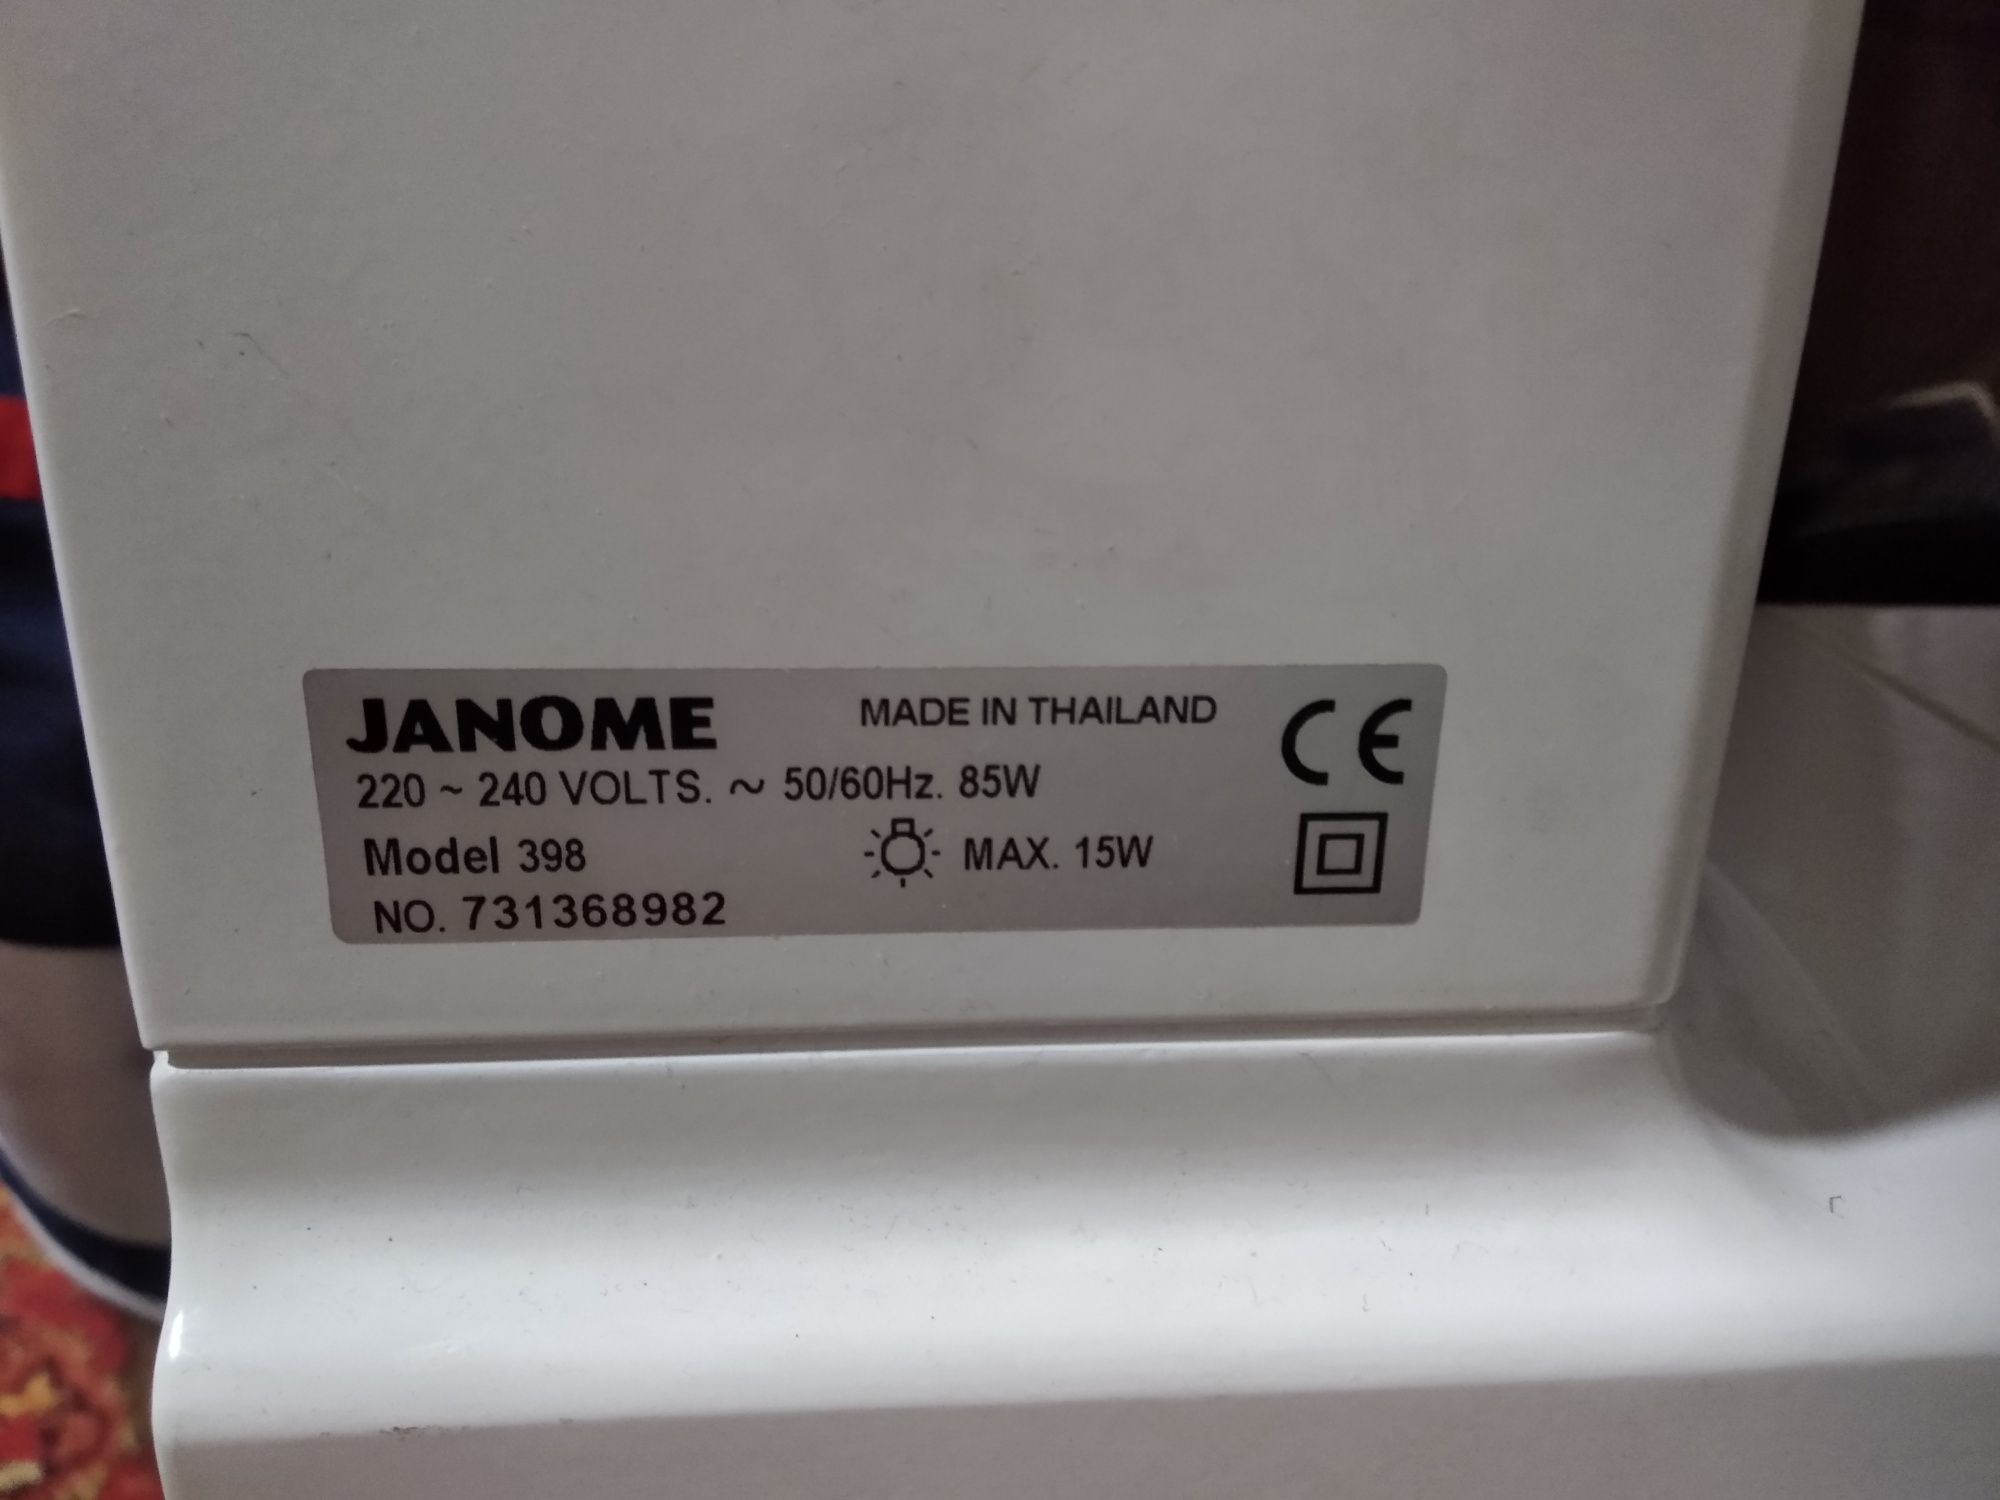 JANOME MADE IN THAILAND CE
220 ~ 240 VOLTS. ~ 50/60Hz. 85W
Model 398 MAX. 15W
NO. 731368982